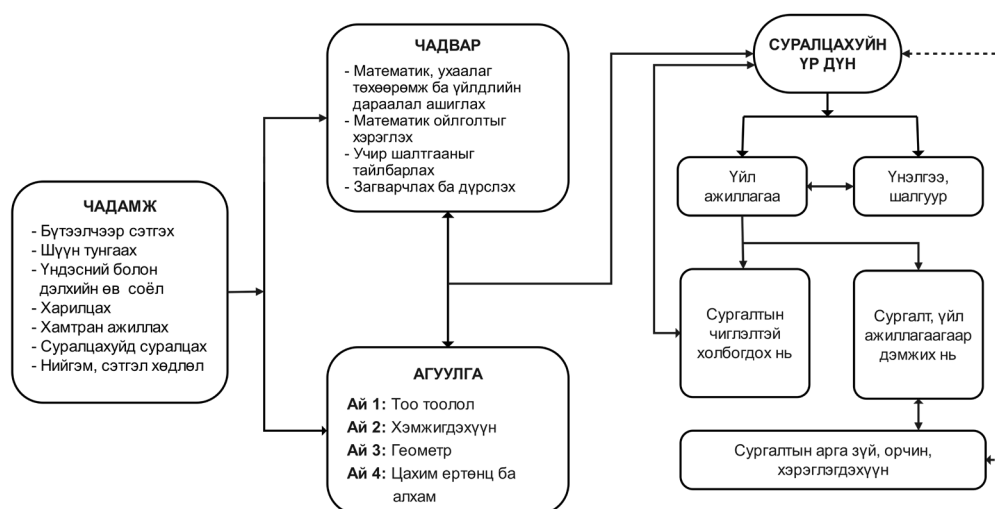 ЧАДАМЖ
- Бүтээлчээр сэтгэх
- Шүүн тунгаах
- Үндэсний болон
дэлхийн өв соёл
- Харилцах
- Хамтран ажиллах
- Суралцахуйд суралцах
- Нийгэм, сэтгэл хөдлөл
ЧАДВАР
- Математик, ухаалаг
төхөөрөмж ба үйлдлийн
дараалал ашиглах
- Математик ойлголтыг
хэрэглэх
- Учир шалтгааныг
тайлбарлах
- Загварчлах ба дүрслэх
АГУУЛГА
Ай 1: Тоо тоолол
Ай 2: Хэмжигдэхүүн
Ай 3: Геометр
Ай 4: Цахим ертөнц ба
алхам
СУРАЛЦАХУЙН
ҮР ДҮН
Үйл
ажиллагаа
Үнэлгээ,
шалгуур
Сургалтын
чиглэлтэй
холбогдох нь
Сургалт, үйл
ажиллагаагаар
дэмжих нь
Сургалтын арга зүй, орчин,
хэрэглэгдэхүүн